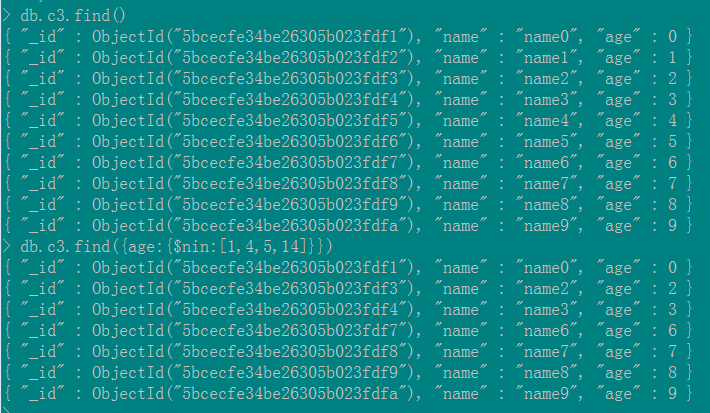 > db.c3.find()
{ "_id" : ObjectId("5bcecfe34be26305b023fdf1"), "name" : "name0", "age" : 0 }
{ "_id" : ObjectId("5bcecfe34be26305b023fdf2"), "name" : "name1", "age" : 1 }
{ "_id" : ObjectId("5bcecfe34be26305b023fdf3"), "name" : "name2", "age" : 2 }
{ "_id" : ObjectId("5bcecfe34be26305b023fdf4"), "name" : "name3", "age" : 3 }
{ "_id" : ObjectId("5bcecfe34be26305b023fdf5"), "name" : "name4", "age" : 4 }
{ "_id" : ObjectId("5bcecfe34be26305b023fdf6"), "name" : "name5", "age" : 5 }
{ "_id" : ObjectId("5bcecfe34be26305b023fdf7"), "name" : "name6", "age" : 6 }
{ "_id" : ObjectId("5bcecfe34be26305b023fdf8"), "name" : "name7", "age" : 7 }
{ "_id" : ObjectId("5bcecfe34be26305b023fdf9"), "name" : "name8", "age" : 8 }
{ "_id" : ObjectId("5bcecfe34be26305b023fdfa"), "name" : "name9", "age" : 9 }
> db.c3.find({age:{$nin:[1,4,5,14]}})
{ "_id" : ObjectId("5bcecfe34be26305b023fdf1"), "name" : "name0", "age" : 0 }
{ "_id" : ObjectId("5bcecfe34be26305b023fdf3"), "name" : "name2", "age" : 2 }
{ "_id" : ObjectId("5bcecfe34be26305b023fdf4"), "name" : "name3", "age" : 3 }
{ "_id" : ObjectId("5bcecfe34be26305b023fdf7"), "name" : "name6", "age" : 6 }
{ "_id" : ObjectId("5bcecfe34be26305b023fdf8"), "name" : "name7", "age" : 7 }
{ "_id" : ObjectId("5bcecfe34be26305b023fdf9"), "name" : "name8", "age" : 8 }
{ "_id" : ObjectId("5bcecfe34be26305b023fdfa"), "name" : "name9", "age" : 9 }